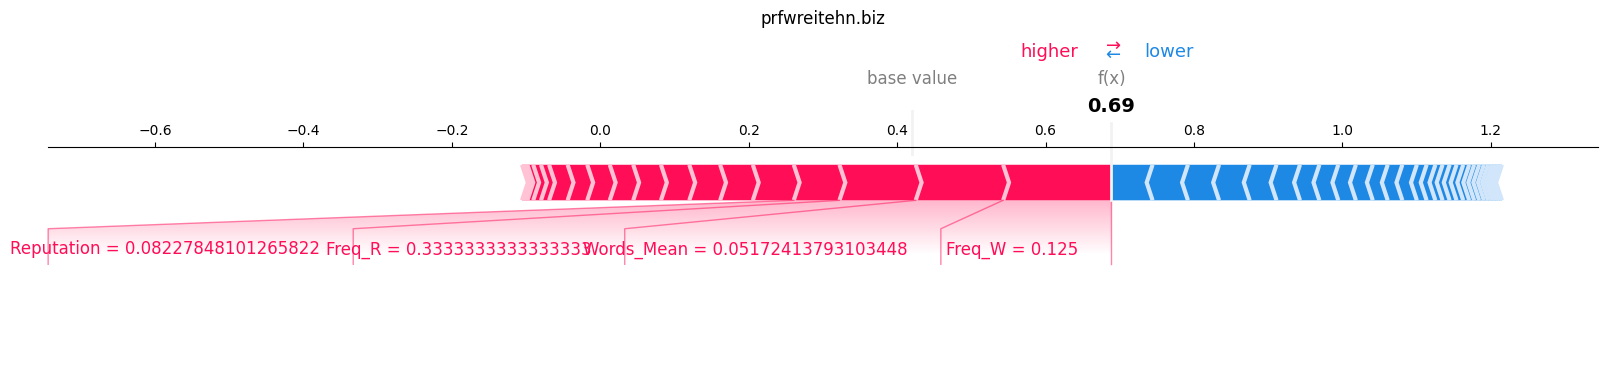 prfwreitehn.biz
higher ⇄ lower
base value f(x)
0.69
−0.6 −0.4 −0.2 0.0 0.2 0.4 0.6 0.8 1.0 1.2
Reputation = 0.08227848101265822 Freq_R = 0.3333333333333333 Words_Mean = 0.05172413793103448 Freq_W = 0.125